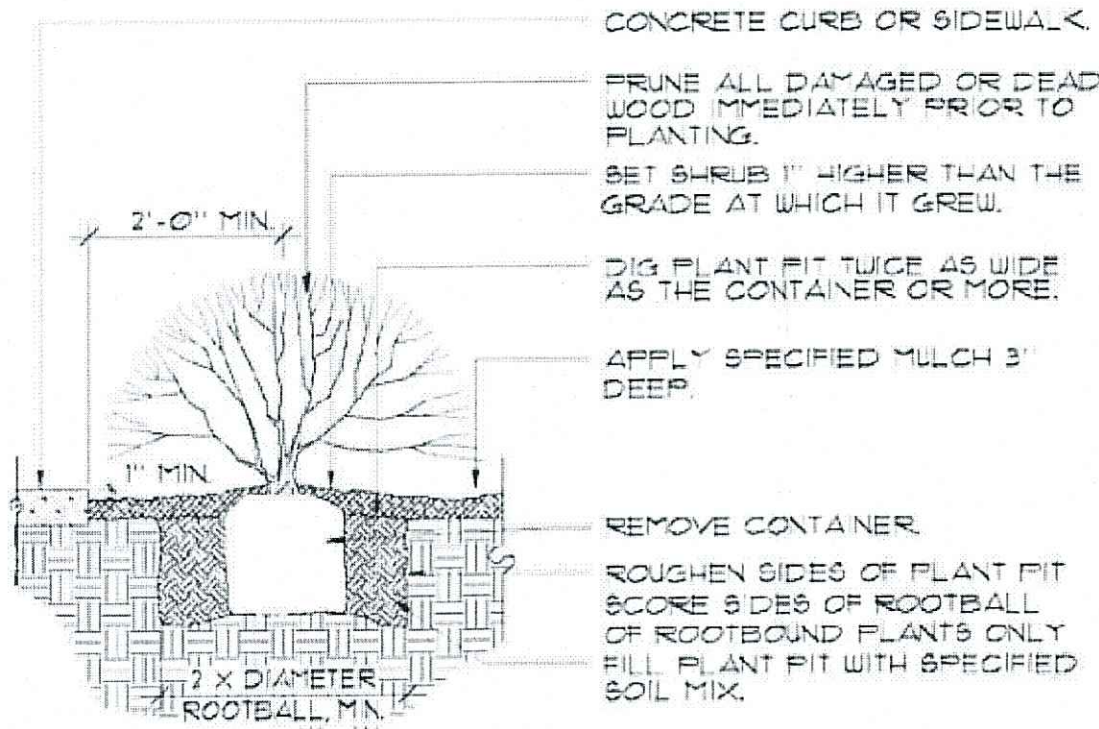 CONCRETE CURB OR SIDEWALK.
PRUNE ALL DAMAGED OR DEAD
WOOD IMMEDIATELY PRIOR TO
PLANTING.
SET SHRUB 1" HIGHER THAN THE
GRADE AT WHICH IT GREW.
2'-0" MIN.
DIG PLANT PIT TWICE AS WIDE
AS THE CONTAINER OR MORE.
APPLY SPECIFIED MULCH 3"
DEEP.
1" MIN.
REMOVE CONTAINER.
ROUGHEN SIDES OF PLANT PIT
SCORE SIDES OF ROOTBALL
OF ROOTBOUND PLANTS ONLY
FILL PLANT PIT WITH SPECIFIED
SOIL MIX.
2 X DIAMETER
ROOTBALL, MIN.